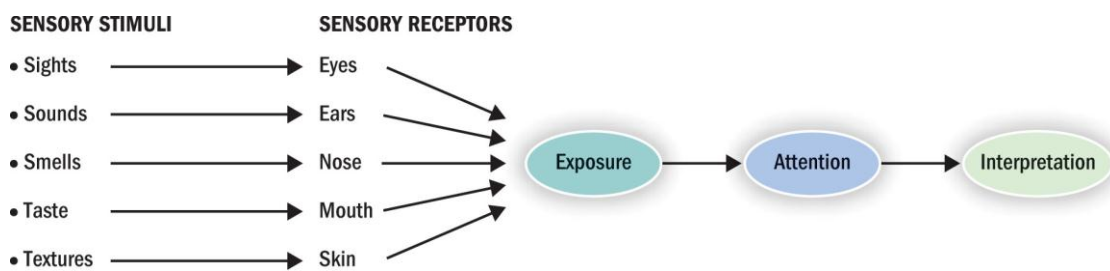 SENSORY STIMULI
SENSORY RECEPTORS
• Sights
Eyes
• Sounds
Ears
• Smells
Nose
Exposure
Attention
Interpretation
• Taste
Mouth
• Textures
Skin